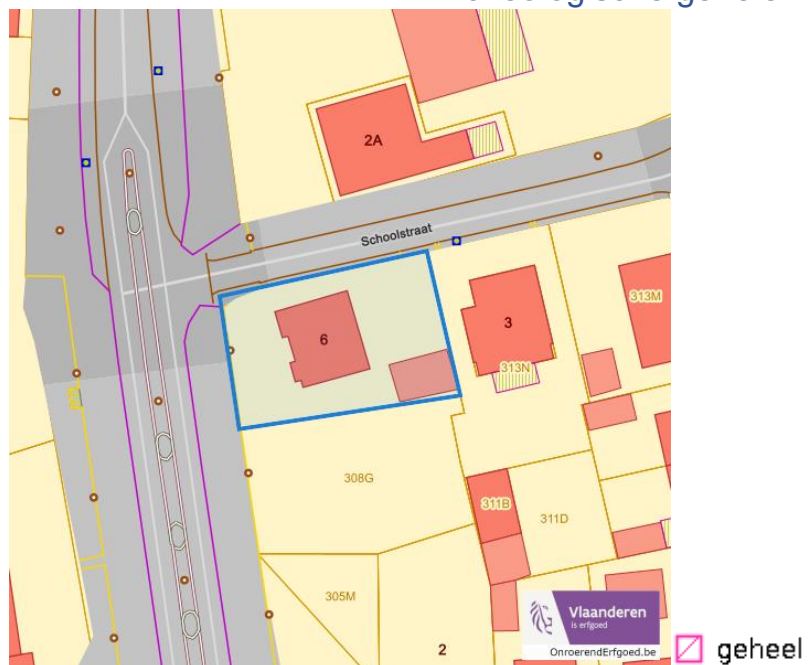 2A
Schoolstraat
6
3
313M
313N
308G
311B
311D
305M
2
Vlaanderen
is erfgoed
OnroerendErfgoed.be
geheel